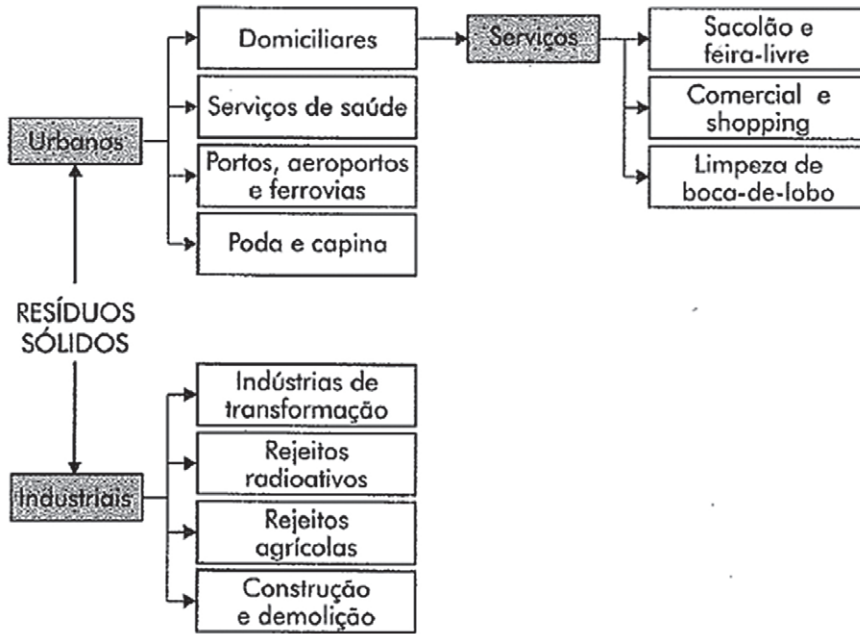 Domiciliares
Serviços
Sacolão e
feira-livre
Serviços de saúde
Comercial e
shopping
Urbanos
Portos, aeroportos
e ferrovias
Limpeza de
boca-de-lobo
Poda e capina
RESÍDUOS
SÓLIDOS
Indústrias de
transformação
Rejeitos
radioativos
Industriais
Rejeitos
agrícolas
Construção
e demolição